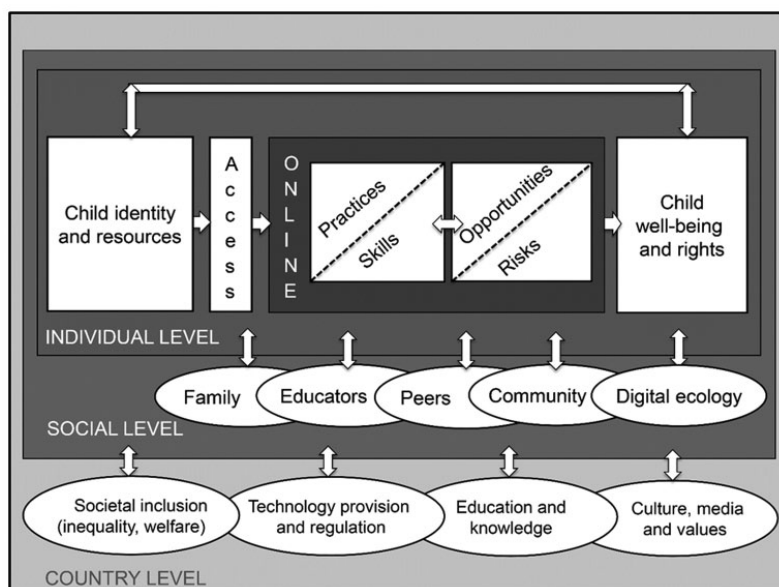 Child identity
and resources
Access
ONLINE
Practices
Skills
Opportunities
Risks
Child
well-being
and rights
INDIVIDUAL LEVEL
Family
Educators
Peers
Community
Digital ecology
SOCIAL LEVEL
Societal inclusion
(inequality, welfare)
Technology provision
and regulation
Education and
knowledge
Culture, media
and values
COUNTRY LEVEL